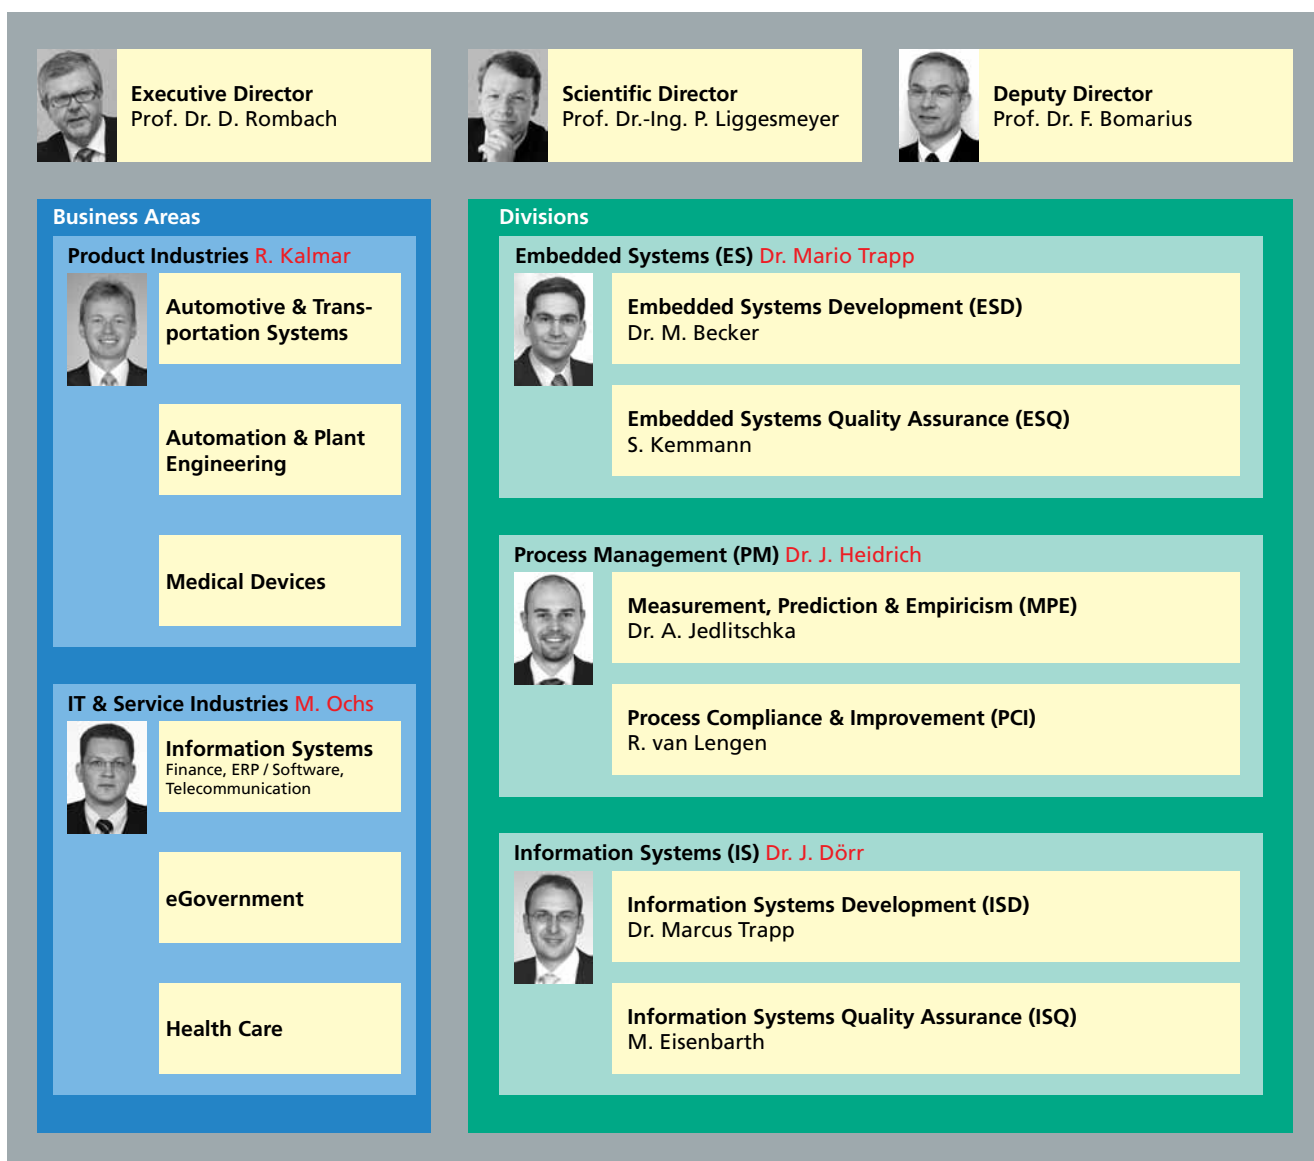 Executive Director
Prof. Dr. D. Rombach
Scientific Director
Prof. Dr.-Ing. P. Liggesmeyer
Deputy Director
Prof. Dr. F. Bomarius
Business Areas
Product Industries R. Kalmar
Automotive & Trans-
portation Systems
Automation & Plant
Engineering
Medical Devices
IT & Service Industries M. Ochs
Information Systems
Finance, ERP / Software,
Telecommunication
eGovernment
Health Care
Divisions
Embedded Systems (ES) Dr. Mario Trapp
Embedded Systems Development (ESD)
Dr. M. Becker
Embedded Systems Quality Assurance (ESQ)
S. Kemmann
Process Management (PM) Dr. J. Heidrich
Measurement, Prediction & Empiricism (MPE)
Dr. A. Jedlitschka
Process Compliance & Improvement (PCI)
R. van Lengen
Information Systems (IS) Dr. J. Dörr
Information Systems Development (ISD)
Dr. Marcus Trapp
Information Systems Quality Assurance (ISQ)
M. Eisenbarth